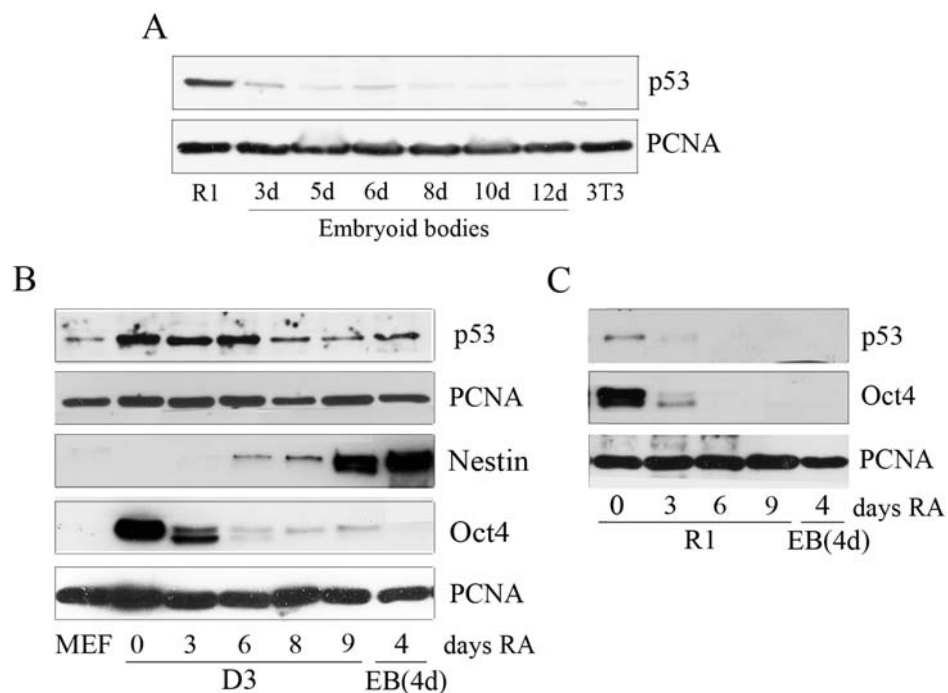 A
p53
PCNA
R1 3d 5d 6d 8d 10d 12d 3T3
Embryoid bodies
B
p53
PCNA
Nestin
Oct4
PCNA
MEF 0 3 6 8 9 4 days RA
D3 EB(4d)
C
p53
Oct4
PCNA
0 3 6 9 4 days RA
R1 EB(4d)